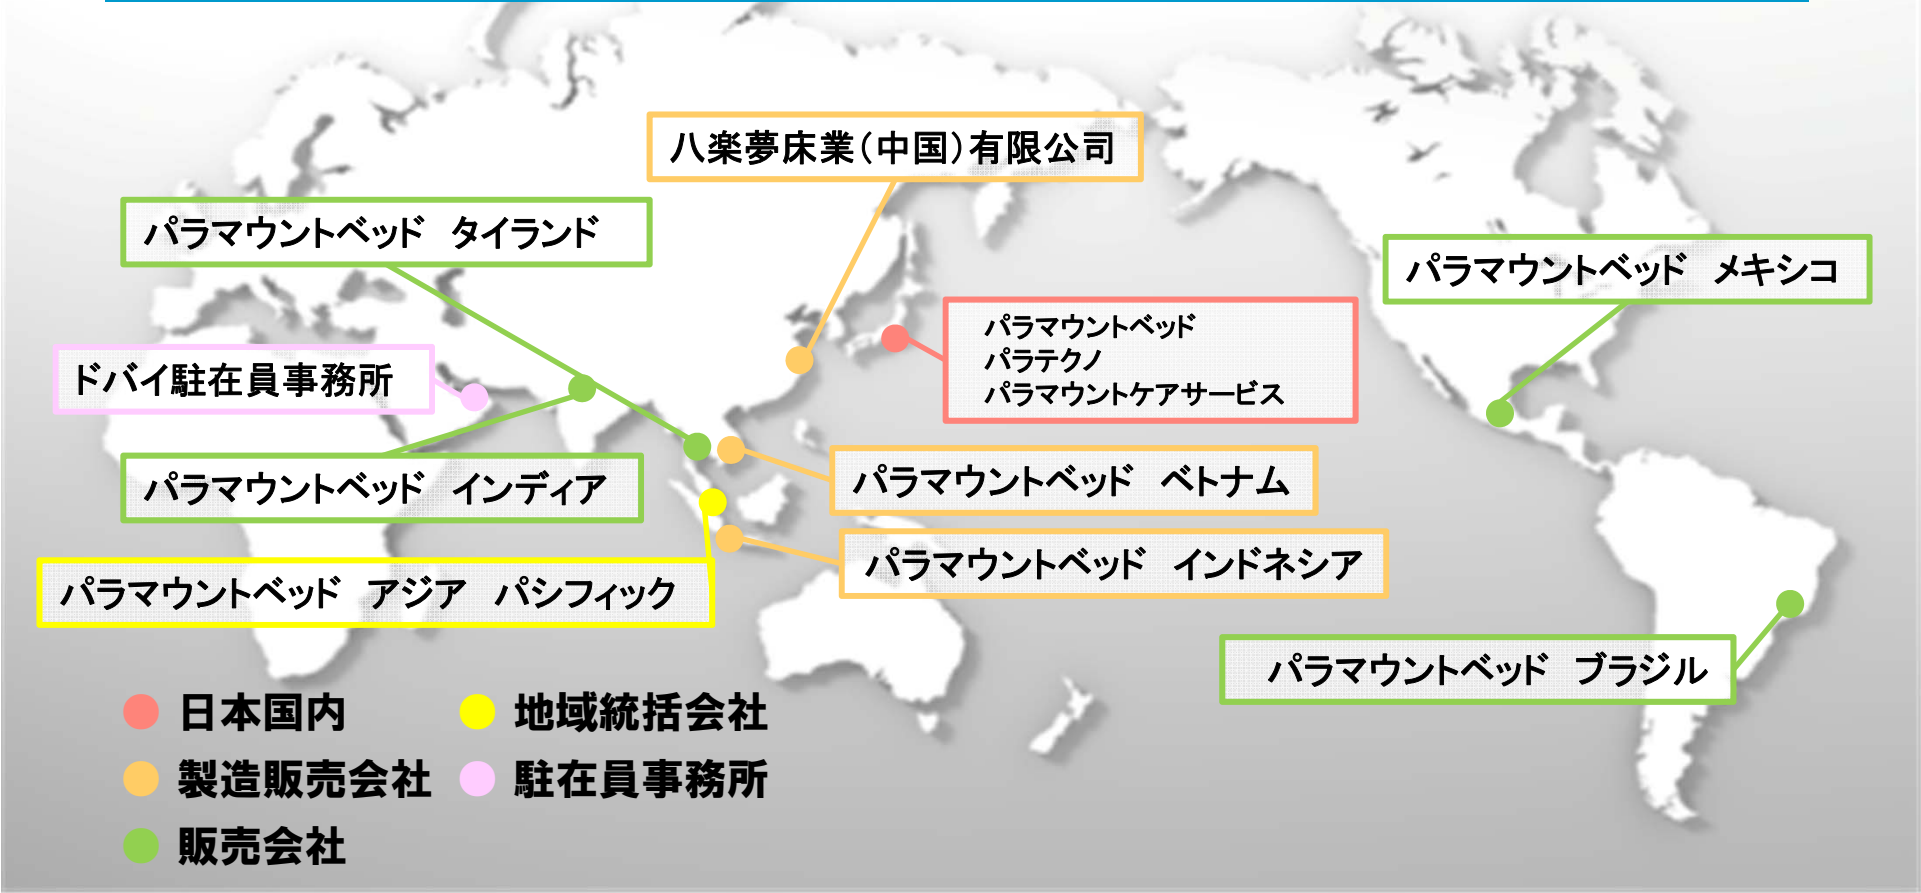 八楽夢床業(中国)有限公司
パラマウントベッド　タイランド
パラマウントベッド　メキシコ
パラマウントベッド
パラテクノ
パラマウントケアサービス
ドバイ駐在員事務所
パラマウントベッド　インディア
パラマウントベッド　ベトナム
パラマウントベッド　インドネシア
パラマウントベッド　アジア　パシフィック
パラマウントベッド　ブラジル
日本国内
地域統括会社
製造販売会社
駐在員事務所
販売会社